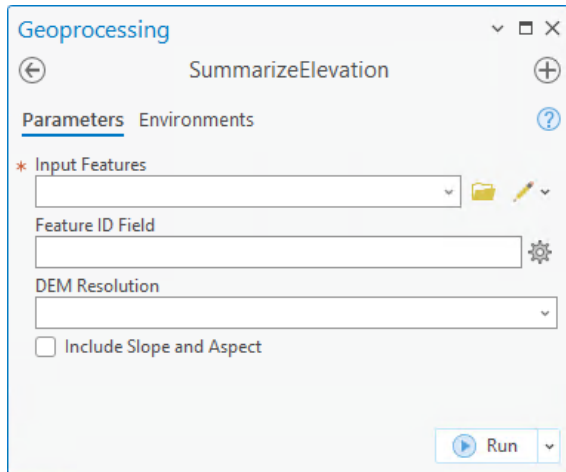 Geoprocessing
SummarizeElevation
Parameters Environments
* Input Features
Feature ID Field
DEM Resolution
Include Slope and Aspect
Run